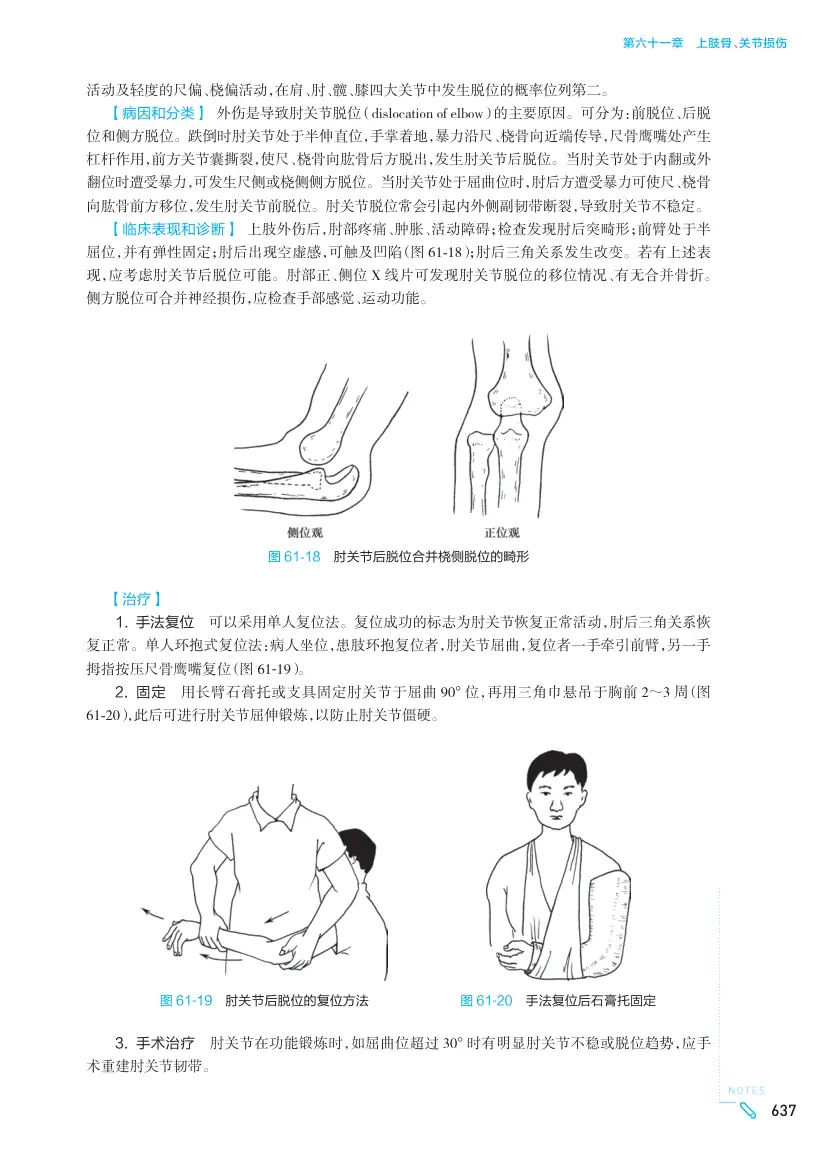 第六十一章 上肢骨、关节损伤
活动及轻度的尺偏、桡偏活动,在肩、肘、髋、膝四大关节中发生脱位的概率位列第二。
【病因和分类】 外伤是导致肘关节脱位(dislocation of elbow)的主要原因。可分为:前脱位、后脱
位和侧方脱位。跌倒时肘关节处于半伸直位,手掌着地,暴力沿尺、桡骨向近端传导,尺骨鹰嘴处产生
杠杆作用,前方关节囊撕裂,使尺、桡骨向肱骨后方脱出,发生肘关节后脱位。当肘关节处于内翻或外
翻位时遭受暴力,可发生尺侧或桡侧侧方脱位。当肘关节处于屈曲位时,肘后方遭受暴力可使尺、桡骨
向肱骨前方移位,发生肘关节前脱位。肘关节脱位常会引起内外侧副韧带断裂,导致肘关节不稳定。
【临床表现和诊断】 上肢外伤后,肘部疼痛、肿胀、活动障碍;检查发现肘后突畸形;前臂处于半
屈位,并有弹性固定;肘后出现空虚感,可触及凹陷(图 61-18);肘后三角关系发生改变。若有上述表
现,应考虑肘关节后脱位可能。肘部正、侧位 X 线片可发现肘关节脱位的移位情况、有无合并骨折。
侧方脱位可合并神经损伤,应检查手部感觉、运动功能。
侧位观 正位观
图 61-18 肘关节后脱位合并桡侧脱位的畸形
【治疗】
1. 手法复位 可以采用单人复位法。复位成功的标志为肘关节恢复正常活动,肘后三角关系恢
复正常。单人环抱式复位法:病人坐位,患肢环抱复位者,肘关节屈曲,复位者一手牵引前臂,另一手
拇指按压尺骨鹰嘴复位(图 61-19)。
2. 固定 用长臂石膏托或支具固定肘关节于屈曲 90° 位,再用三角巾悬吊于胸前 2～3 周(图
61-20),此后可进行肘关节屈伸锻炼,以防止肘关节僵硬。
图 61-19 肘关节后脱位的复位方法 图 61-20 手法复位后石膏托固定
3. 手术治疗 肘关节在功能锻炼时,如屈曲位超过 30° 时有明显肘关节不稳或脱位趋势,应手
术重建肘关节韧带。
NOTES
637